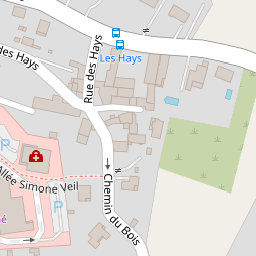 Les Hays
Rue des Hays
des Hays
Allée Simone Veil
Chemin du Bois
P
P